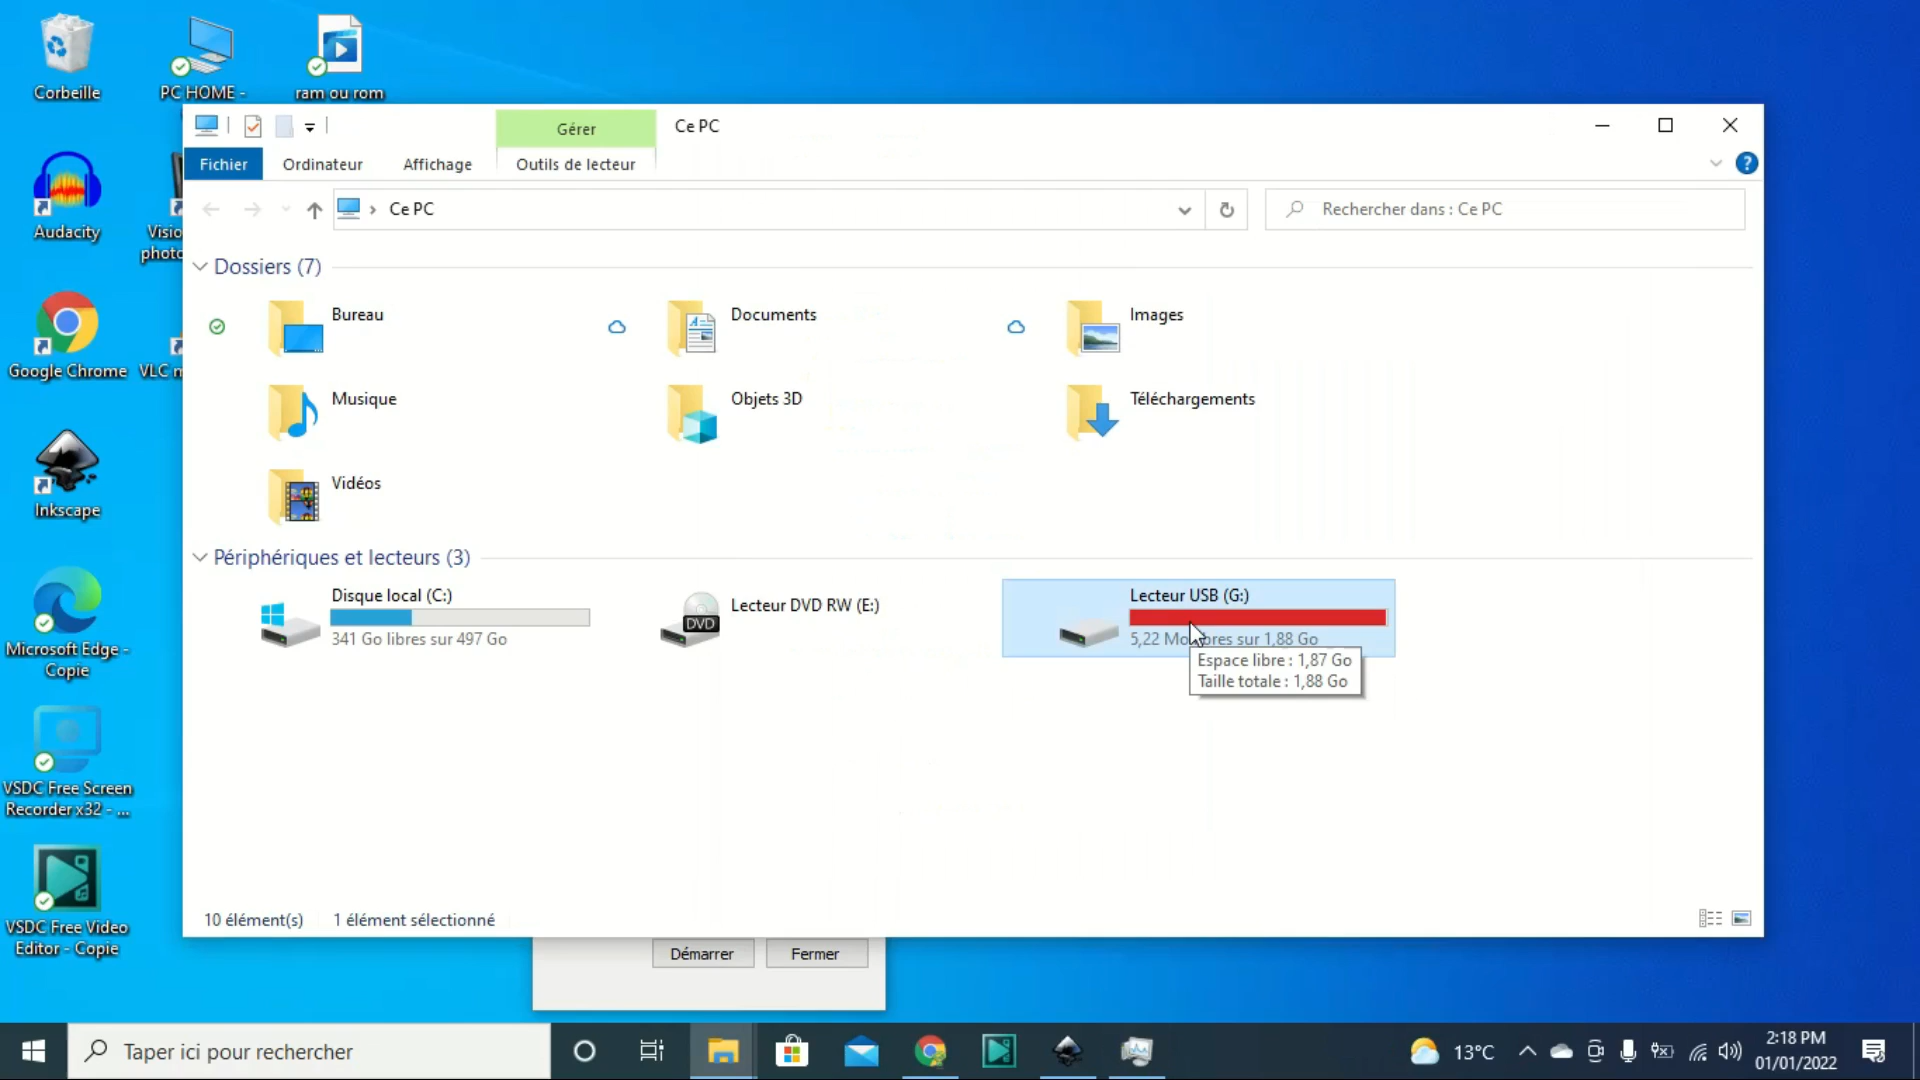 Corbeille
PC HOME -
ram ou rom
Gérer
Ce PC
Fichier
Ordinateur
Affichage
Outils de lecteur
?
Ce PC
Rechercher dans : Ce PC
Audacity
Visio
photo
Dossiers (7)
Bureau
Documents
Images
Google Chrome
VLC m
Musique
Objets 3D
Téléchargements
Inkscape
Vidéos
Périphériques et lecteurs (3)
Disque local (C:)
341 Go libres sur 497 Go
DVD
Lecteur DVD RW (E:)
Lecteur USB (G:)
5,22 Mo bres sur 1,88 Go
Espace libre : 1,87 Go
Taille totale : 1,88 Go
Microsoft Edge -
Copie
VSDC Free Screen
Recorder x32 - ...
VSDC Free Video
Editor - Copie
10 élément(s)
1 élément sélectionné
Démarrer
Fermer
Taper ici pour rechercher
13°C
2:18 PM
01/01/2022